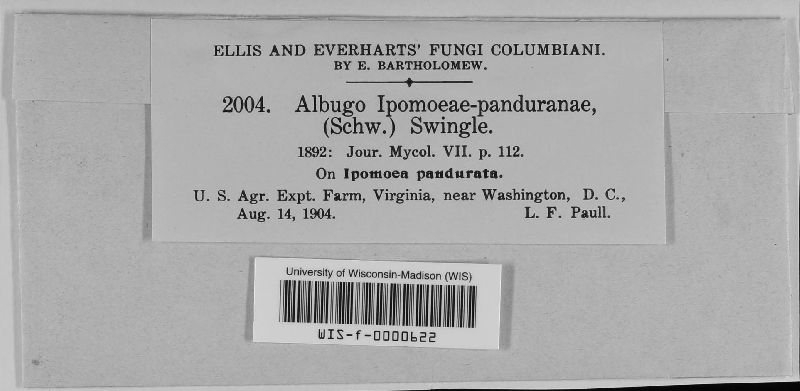 ELLIS AND EVERHARTS' FUNGI COLUMBIANI.
BY E. BARTHOLOMEW.
2004. Albugo Ipomoeae-panduranae,
(Schw.) Swingle.
1892: Jour. Mycol. VII. p. 112.
On Ipomoea pandurata.
U. S. Agr. Expt. Farm, Virginia, near Washington, D. C.,
Aug. 14, 1904. L. F. Paull.
University of Wisconsin-Madison (WIS)
WIS-f-0000622